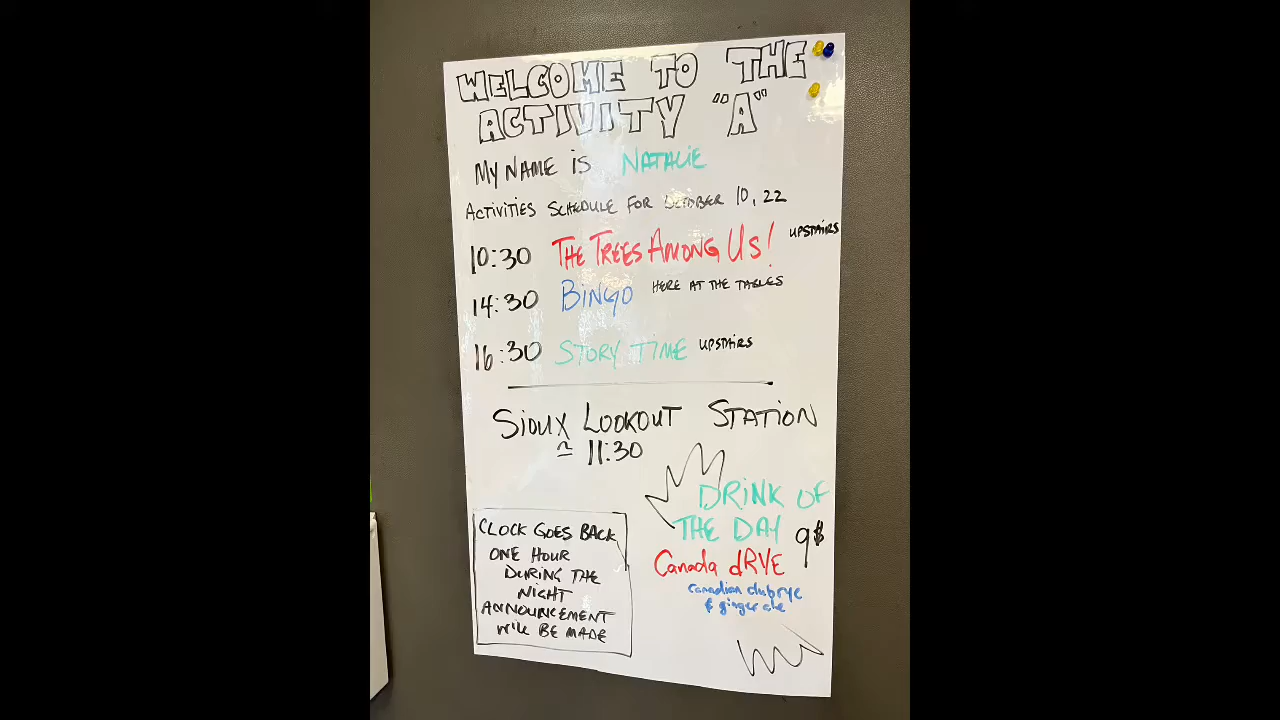 WELCOME TO THE
ACTIVITY "A"
MY NAME IS NATALIE
ACTIVITIES SCHEDULE FOR OCTOBER 10, 22
10:30 THE TREES AMONG US! UPSTAIRS
14:30 BINGO HERE AT THE TABLES
16:30 STORY TIME UPSTAIRS
SIOUX LOOKOUT STATION
≃ 11:30
DRINK OF
THE DAY 9$
Canada dRYE
canadian club rye
& ginger ale
CLOCK GOES BACK
ONE HOUR
DURING THE
NIGHT
ANNOUNCEMENT
WILL BE MADE